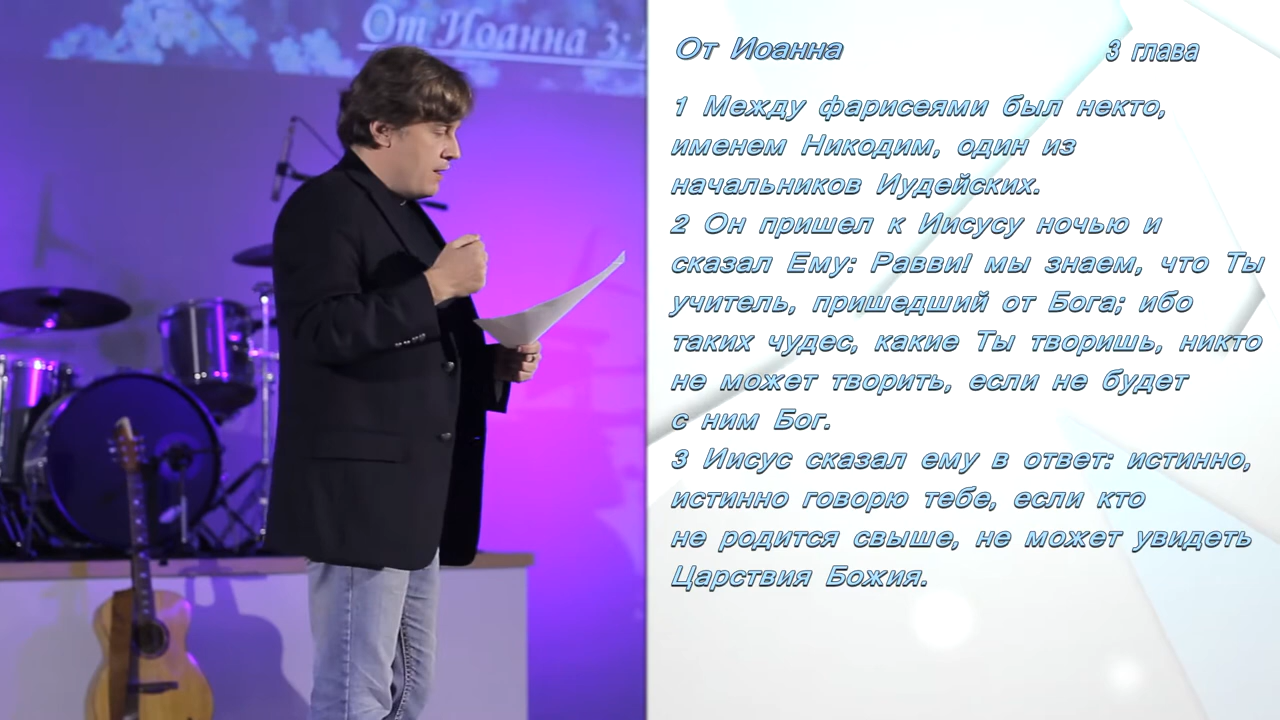 От Иоанна 3:
От Иоанна 3 глава
1 Между фарисеями был некто,
именем Никодим, один из
начальников Иудейских.
2 Он пришел к Иисусу ночью и
сказал Ему: Равви! мы знаем, что Ты
учитель, пришедший от Бога; ибо
таких чудес, какие Ты творишь, никто
не может творить, если не будет
с ним Бог.
3 Иисус сказал ему в ответ: истинно,
истинно говорю тебе, если кто
не родится свыше, не может увидеть
Царствия Божия.